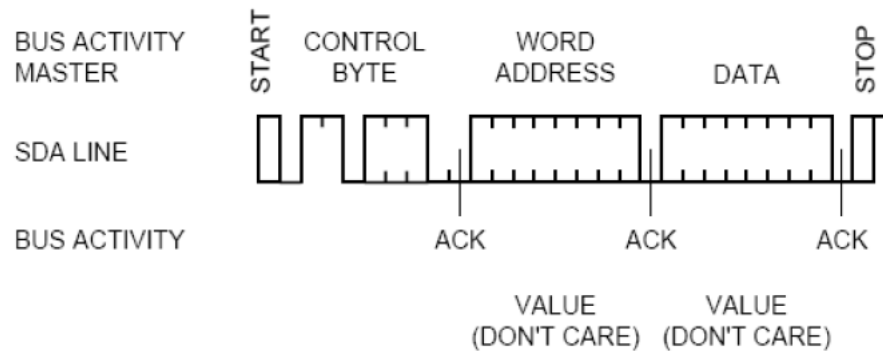 BUS ACTIVITY
MASTER
START
CONTROL
BYTE
WORD
ADDRESS
DATA
STOP
SDA LINE
BUS ACTIVITY
ACK
ACK
ACK
VALUE
(DON'T CARE)
VALUE
(DON'T CARE)